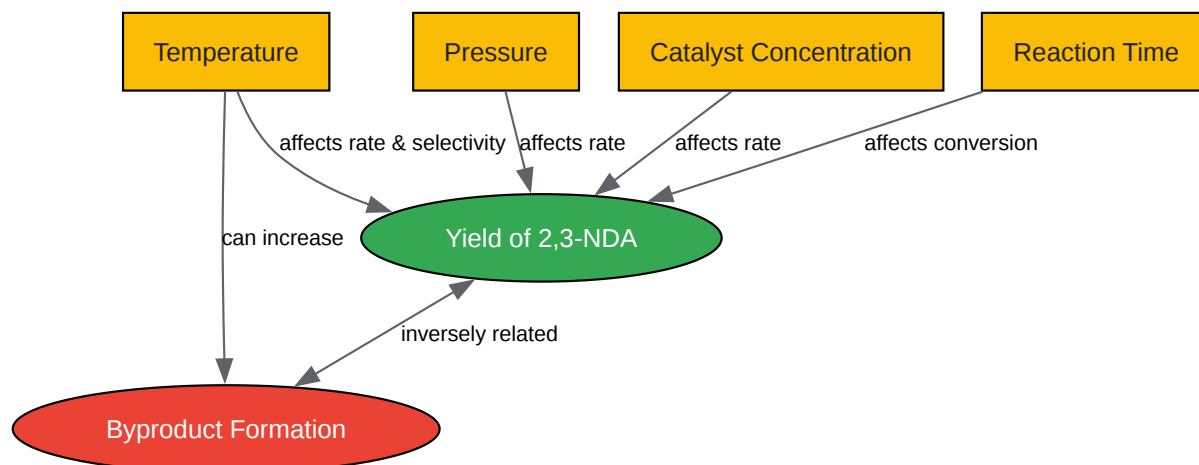 Temperature
Pressure
Catalyst Concentration
Reaction Time
affects rate & selectivity
affects rate
affects rate
affects conversion
Yield of 2,3-NDA
can increase
inversely related
Byproduct Formation